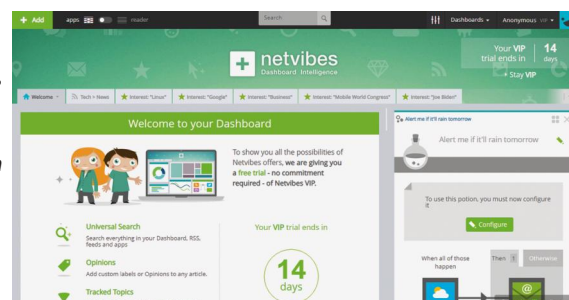 + Add
apps
reader
Search
Dashboards
Anonymous VIP
netvibes
Dashboard Intelligence
Your VIP
trial ends in
14
days
+ Stay VIP
Welcome
Tech + News
Interest: "Linux"
Interest: "Google"
Interest: "Business"
Interest: "Mobile World Congress"
Interest: "Joe Biden"
Welcome to your Dashboard
To show you all the possibilities of
Netvibes offers, we are giving you
a free trial - no commitment
required - of Netvibes VIP.
Universal Search
Search everything in your Dashboard. RSS,
feeds and apps
Opinions
Add custom labels or Opinions to any article.
Tracked Topics
Your VIP trial ends in
14
days
Alert me if it'll rain tomorrow
Alert me if it'll rain tomorrow
To use this potion, you must now configure
it
Configure
When all of those
happen
Then 1
Otherwise
@